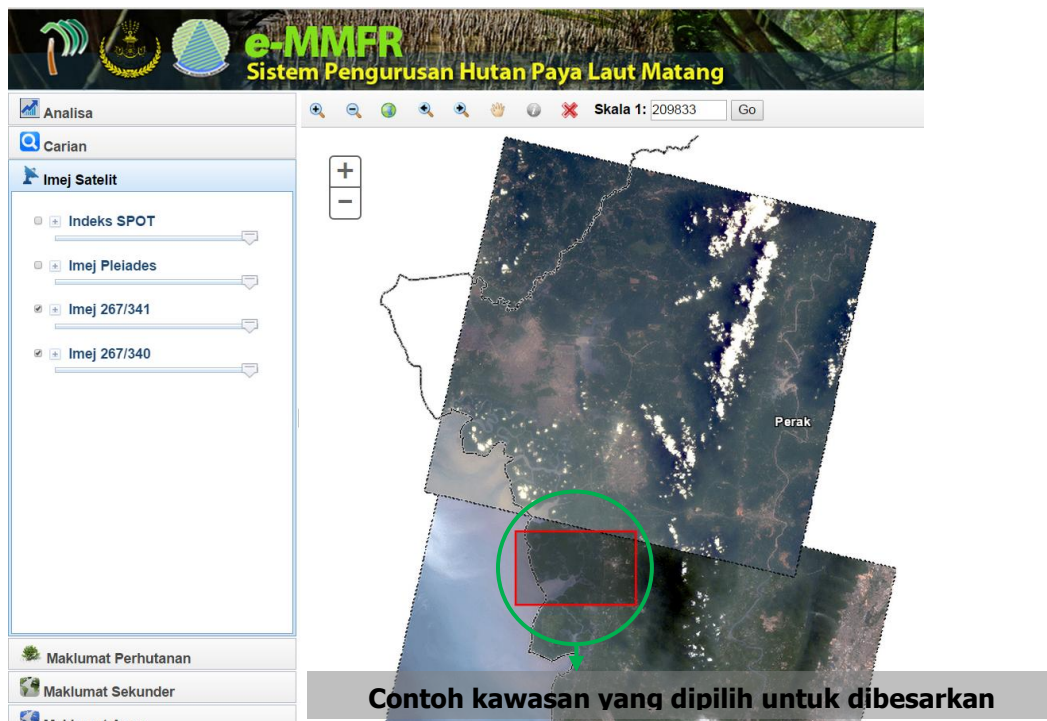 e-MMFR
Sistem Pengurusan Hutan Paya Laut Matang
Analisa
Skala 1: 209833 Go
Carian
Imej Satelit
+
−
Indeks SPOT
Imej Pleiades
Imej 267/341
Imej 267/340
Perak
Maklumat Perhutanan
Maklumat Sekunder
Contoh kawasan yang dipilih untuk dibesarkan